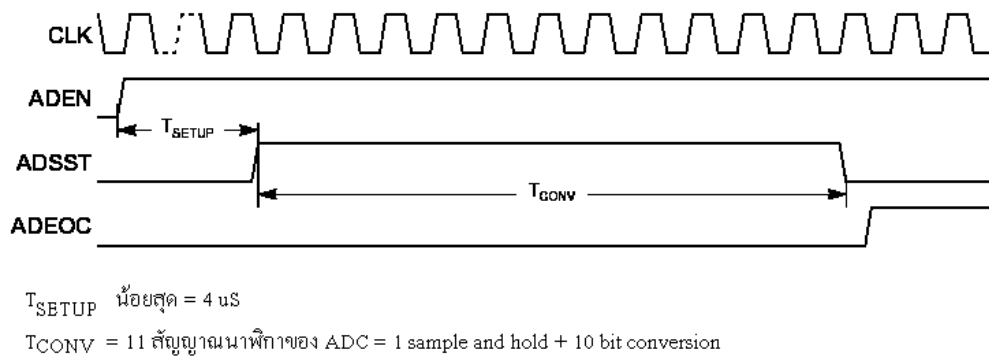 CLK
ADEN
TSETUP
ADSST
TCONV
ADEOC
TSETUP น้อยสุด = 4 uS
TCONV = 11 สัญญาณนาฬิกาของ ADC = 1 sample and hold + 10 bit conversion